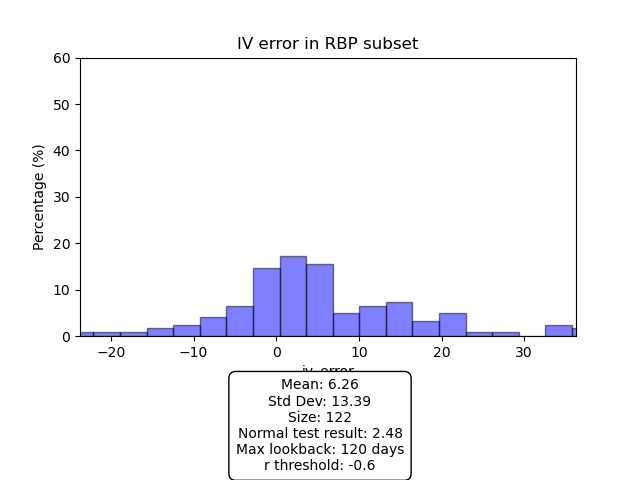 IV error in RBP subset
60
50
40
30
20
10
0
Percentage (%)
−20 −10 0 10 20 30
iv_error
Mean: 6.26
Std Dev: 13.39
Size: 122
Normal test result: 2.48
Max lookback: 120 days
r threshold: -0.6